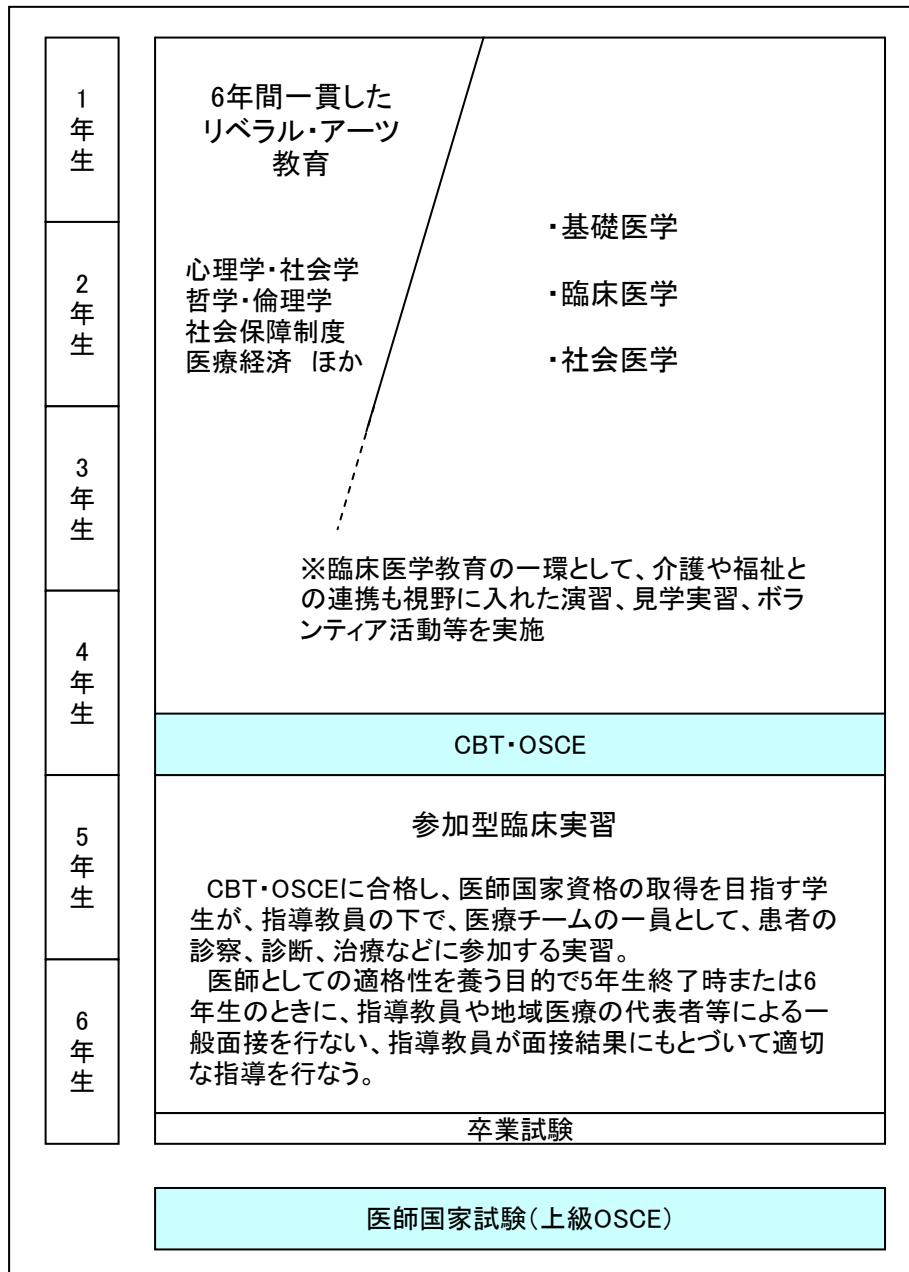 1年生
6年間一貫した
リベラル・アーツ
教育
・基礎医学
2年生
心理学・社会学
哲学・倫理学
社会保障制度
医療経済　ほか
・臨床医学
・社会医学
3年生
※臨床医学教育の一環として、介護や福祉と
の連携も視野に入れた演習、見学実習、ボラ
ンティア活動等を実施
4年生
CBT・OSCE
5年生
参加型臨床実習
CBT・OSCEに合格し、医師国家資格の取得を目指す学
生が、指導教員の下で、医療チームの一員として、患者の
診察、診断、治療などに参加する実習。
医師としての適格性を養う目的で5年生終了時または6
年生のときに、指導教員や地域医療の代表者等による一
般面接を行ない、指導教員が面接結果にもとづいて適切
な指導を行なう。
6年生
卒業試験
医師国家試験（上級OSCE）